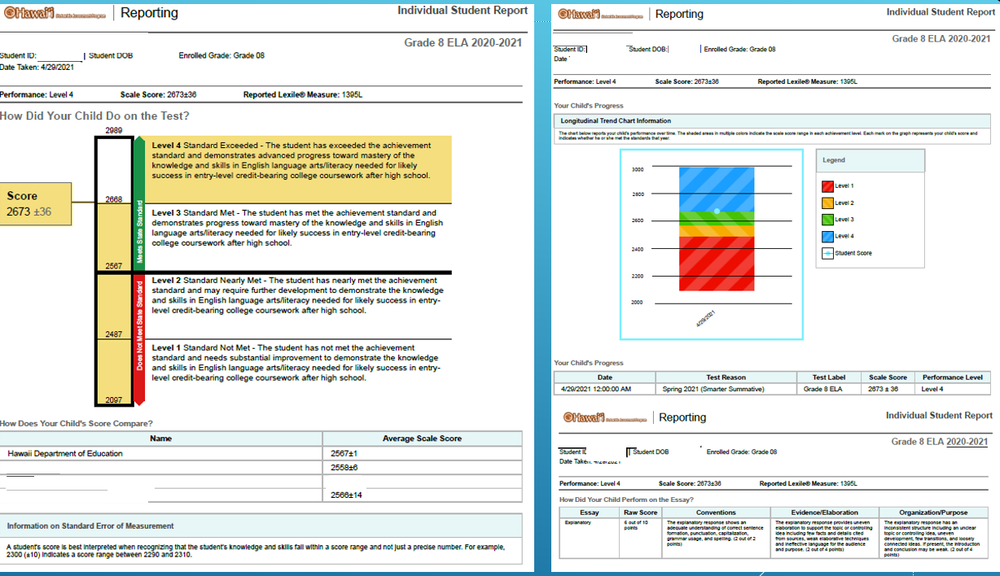 Hawai'i
Reporting
Individual Student Report
Grade 8 ELA 2020-2021
Student ID:
Student DOB
Enrolled Grade: Grade 08
Date Taken: 4/29/2021
Performance: Level 4
Scale Score: 2673±36
Reported Lexile® Measure: 1395L
How Did Your Child Do on the Test?
2989
Level 4 Standard Exceeded - The student has exceeded the achievement
standard and demonstrates advanced progress toward mastery of the
knowledge and skills in English language arts/literacy needed for likely
success in entry-level credit-bearing college coursework after high school.
Score
2673 ±36
2668
Level 3 Standard Met - The student has met the achievement standard and
demonstrates progress toward mastery of the knowledge and skills in English
language arts/literacy needed for likely success in entry-level credit-bearing
college coursework after high school.
Meets State Standard
2567
Level 2 Standard Nearly Met - The student has nearly met the achievement
standard and may require further development to demonstrate the knowledge
and skills in English language arts/literacy needed for likely success in entry-
level credit-bearing college coursework after high school.
Does Not Meet State Standard
2487
Level 1 Standard Not Met - The student has not met the achievement
standard and needs substantial improvement to demonstrate the knowledge
and skills in English language arts/literacy needed for likely success in entry-
level credit-bearing college coursework after high school.
2097
How Does Your Child's Score Compare?
Name
Average Scale Score
Hawaii Department of Education
2567±1
2558±6
2566±14
Information on Standard Error of Measurement
A student's score is best interpreted when recognizing that the student's knowledge and skills fall within a score range and not just a precise number. For example,
2300 (±10) indicates a score range between 2290 and 2310.
Hawai'i
Reporting
Individual Student Report
Grade 8 ELA 2020-2021
Student ID:
Student DOB:
Enrolled Grade: Grade 08
Date
Performance: Level 4
Scale Score: 2673±36
Reported Lexile® Measure: 1395L
Your Child's Progress
Longitudinal Trend Chart Information
The chart below reports your child's performance over time. The shaded areas in multiple colors indicate the scale score range in each achievement level. Each mark on the graph represents your child's score and
indicates whether he or she met the standards that year.
3000
2800
2600
2400
2200
2000
4/29/2021
Legend
Level 1
Level 2
Level 3
Level 4
Student Score
Your Child's Progress
Date
Test Reason
Test Label
Scale Score
Performance Level
4/29/2021 12:00:00 AM
Spring 2021 (Smarter Summative)
Grade 8 ELA
2673 ± 36
Level 4
Hawai'i
Reporting
Individual Student Report
Grade 8 ELA 2020-2021
Student
Student DOB
Enrolled Grade: Grade 08
Date Taken: 4/29/2021
Performance: Level 4
Scale Score: 2673±36
Reported Lexile® Measure: 1395L
How Did Your Child Perform on the Essay?
Essay
Raw Score
Conventions
Evidence/Elaboration
Organization/Purpose
Explanatory
6 out of 10
points
The explanatory response shows an
adequate understanding of correct sentence
formation, punctuation, capitalization,
grammar usage, and spelling. (2 out of 2
points)
The explanatory response provides uneven
elaboration to support the topic or controlling
idea including few facts and details cited
from sources, weak elaborative techniques
and ineffective language for the audience
and purpose. (2 out of 4 points)
The explanatory response has an
inconsistent structure including an unclear
topic or controlling idea, uneven
development, few transitions, and loosely
connected ideas. If present, the introduction
and conclusion may be weak. (2 out of 4
points)